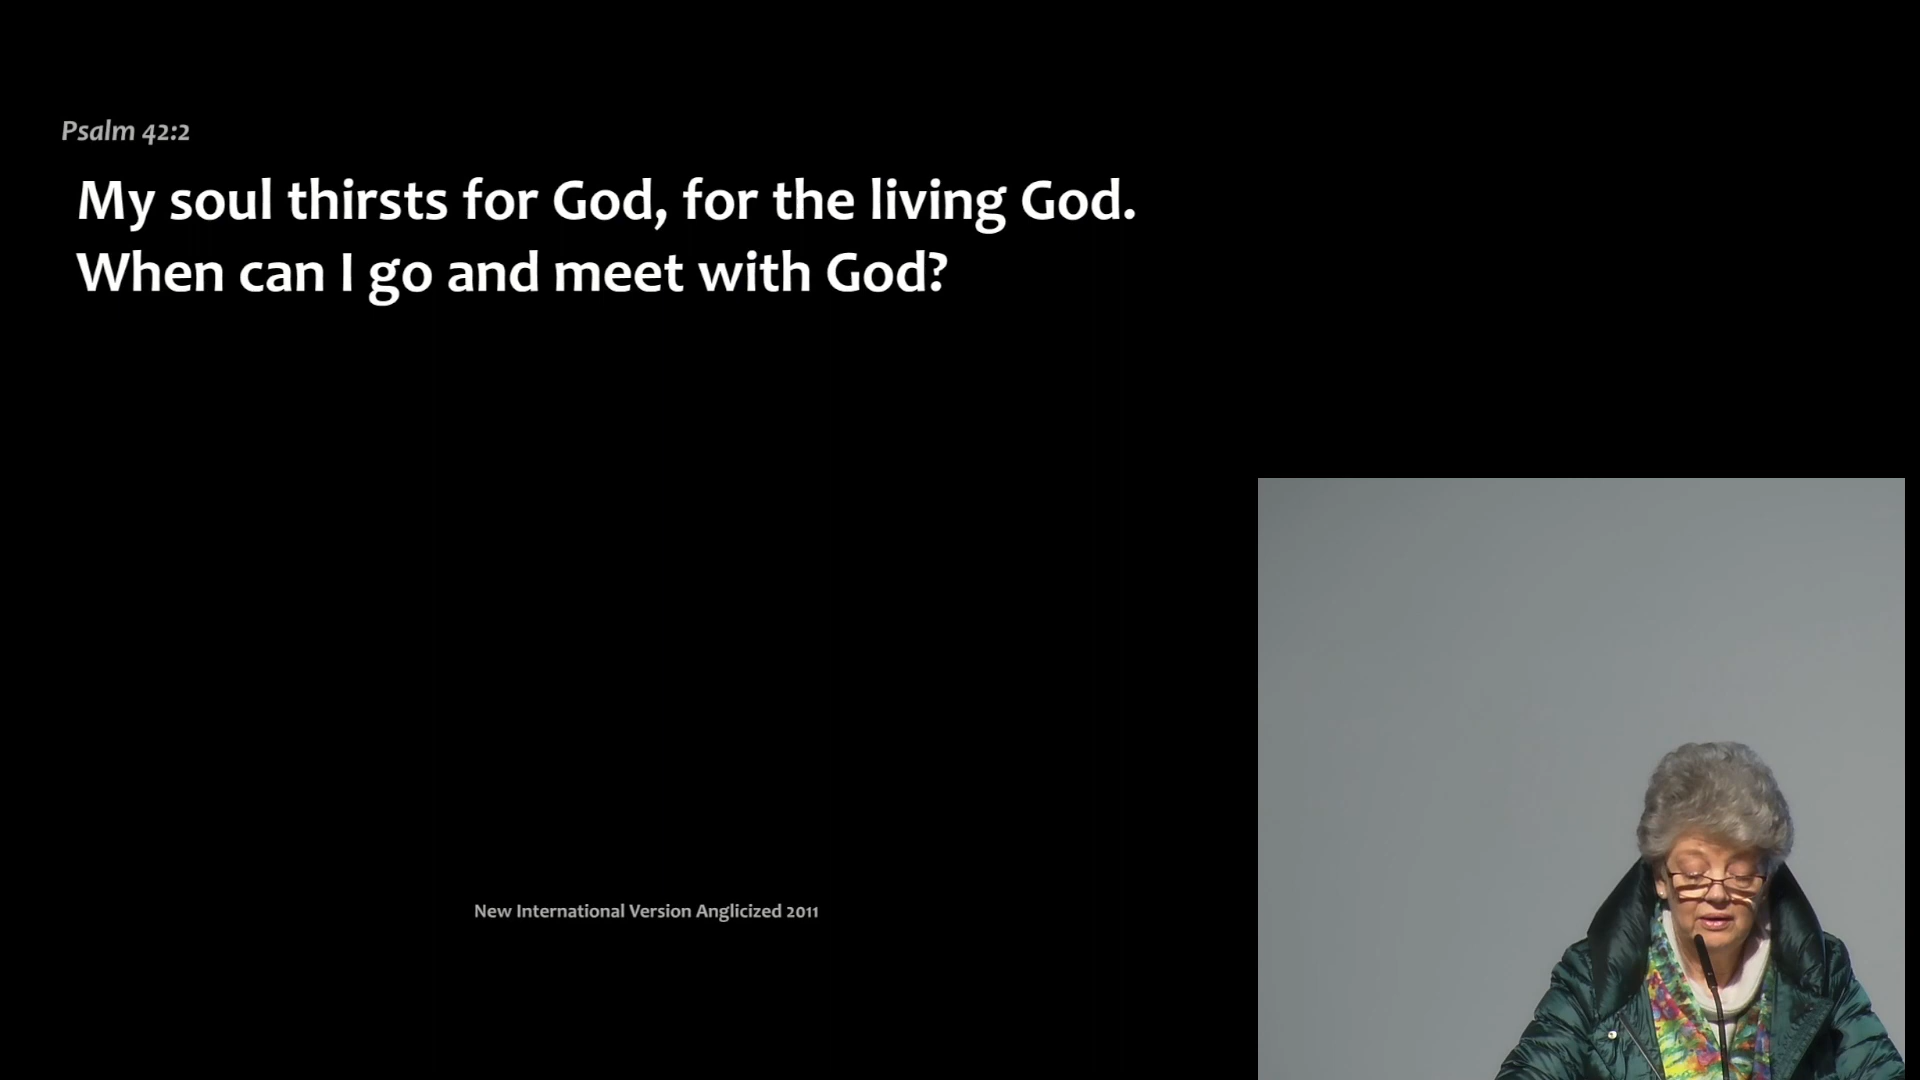 Psalm 42:2
My soul thirsts for God, for the living God.
When can I go and meet with God?
New International Version Anglicized 2011